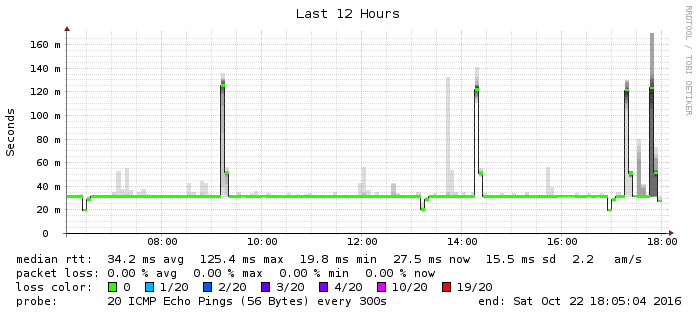 Last 12 Hours
RRDTOOL / TOBI OETIKER
Seconds
160 m
140 m
120 m
100 m
80 m
60 m
40 m
20 m
0
08:00 10:00 12:00 14:00 16:00 18:00
median rtt: 34.2 ms avg 125.4 ms max 19.8 ms min 27.5 ms now 15.5 ms sd 2.2 am/s
packet loss: 0.00 % avg 0.00 % max 0.00 % min 0.00 % now
loss color: 0 1/20 2/20 3/20 4/20 10/20 19/20
probe: 20 ICMP Echo Pings (56 Bytes) every 300s end: Sat Oct 22 18:05:04 2016